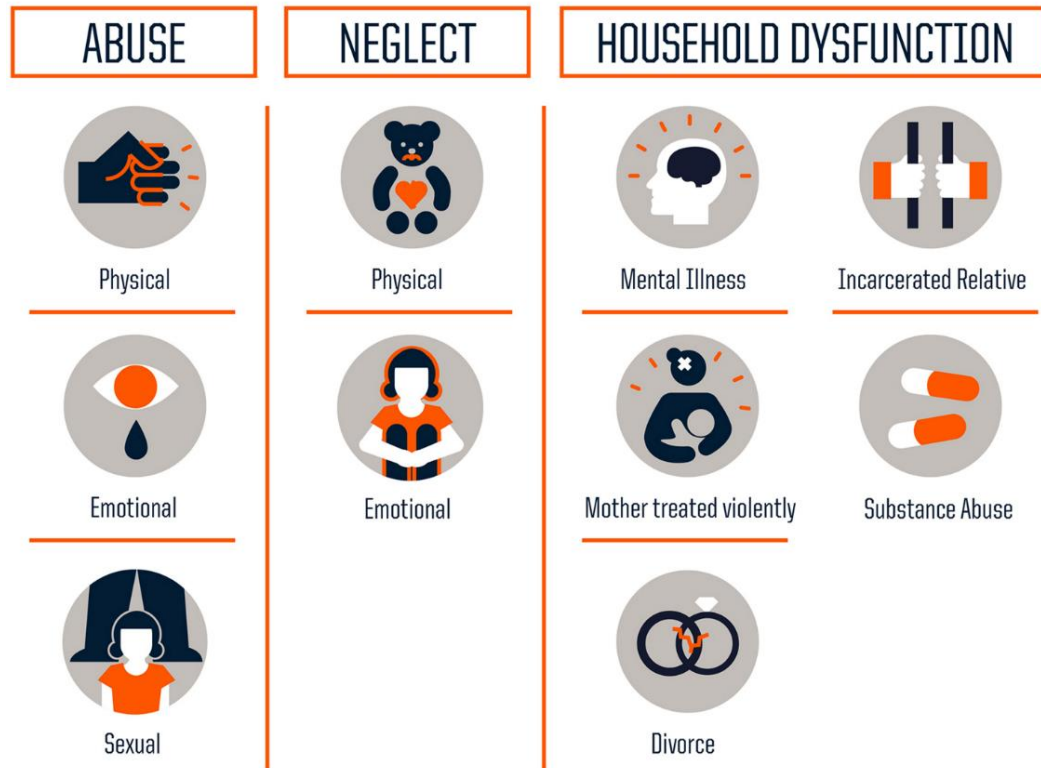 ABUSE
NEGLECT
HOUSEHOLD DYSFUNCTION
Physical
Physical
Mental Illness
Incarcerated Relative
Emotional
Emotional
Mother treated violently
Substance Abuse
Sexual
Divorce